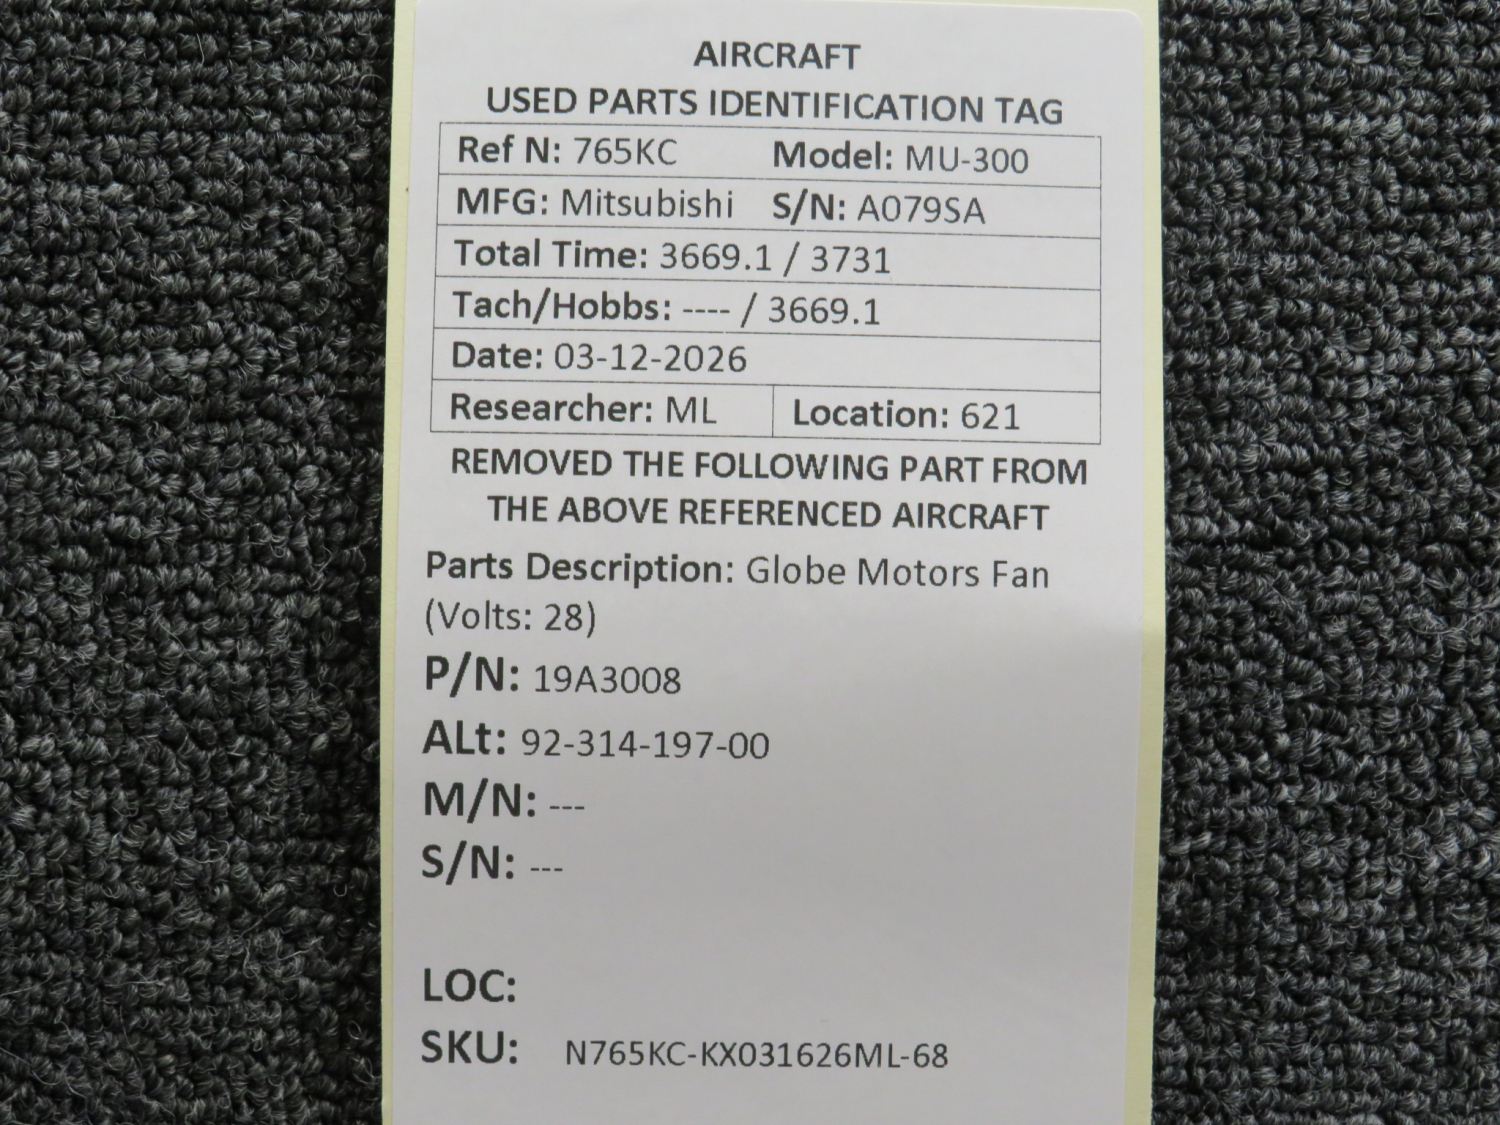 AIRCRAFT
USED PARTS IDENTIFICATION TAG
Ref N: 765KC Model: MU-300
MFG: Mitsubishi S/N: A079SA
Total Time: 3669.1 / 3731
Tach/Hobbs: ---- / 3669.1
Date: 03-12-2026
Researcher: ML Location: 621
REMOVED THE FOLLOWING PART FROM
THE ABOVE REFERENCED AIRCRAFT
Parts Description: Globe Motors Fan
(Volts: 28)
P/N: 19A3008
ALt: 92-314-197-00
M/N: ---
S/N: ---
LOC:
SKU: N765KC-KX031626ML-68